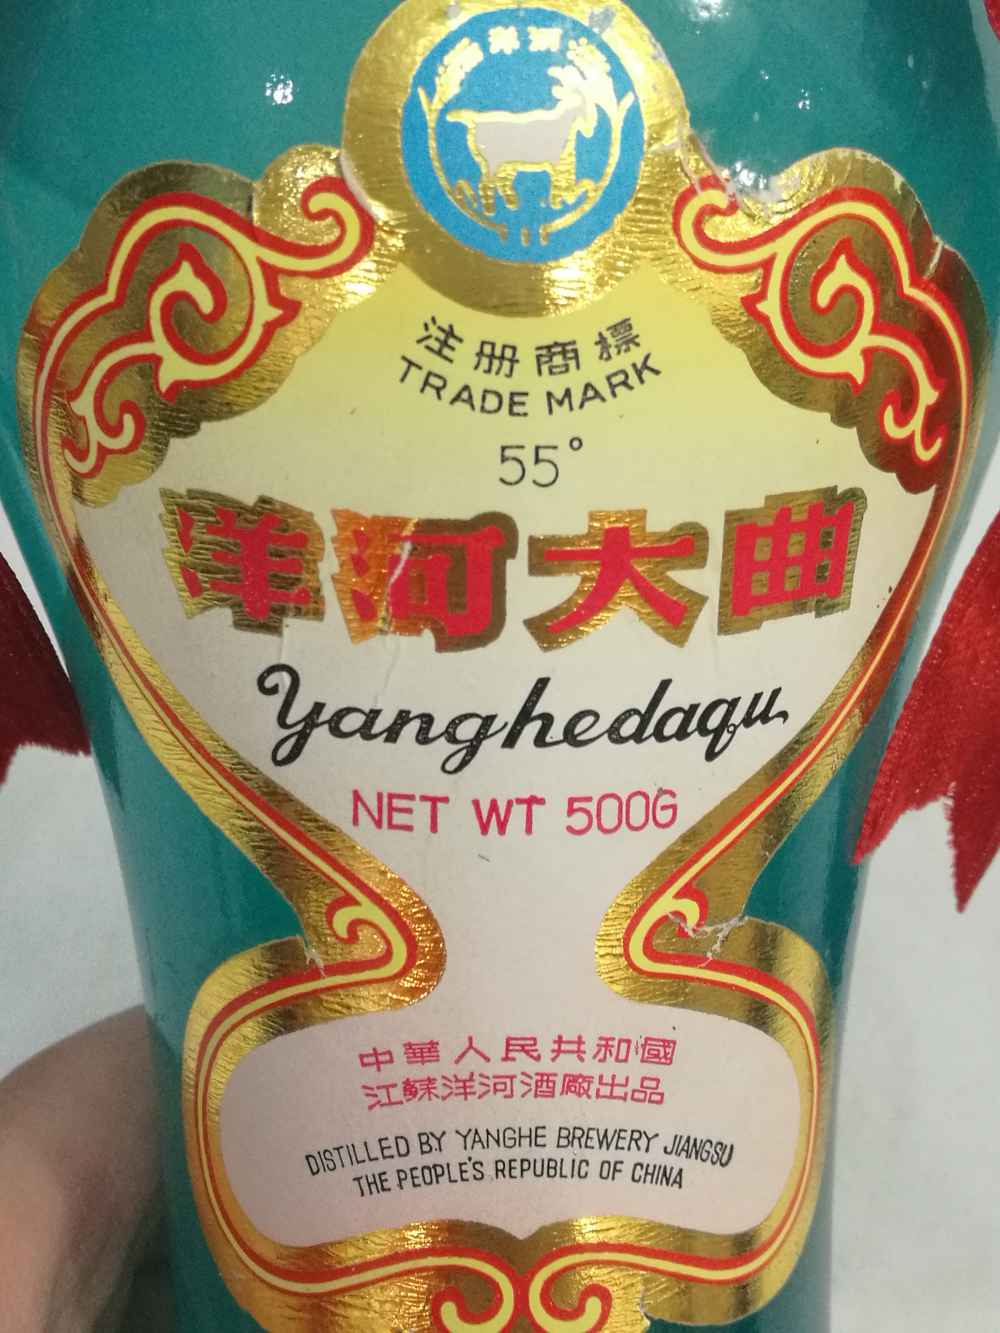 洋河
注册商標
TRADE MARK
55°
洋河大曲
Yanghedaqu
NET WT 500G
中華人民共和國
江蘇洋河酒廠出品
DISTILLED BY YANGHE BREWERY JIANGSU
THE PEOPLE'S REPUBLIC OF CHINA